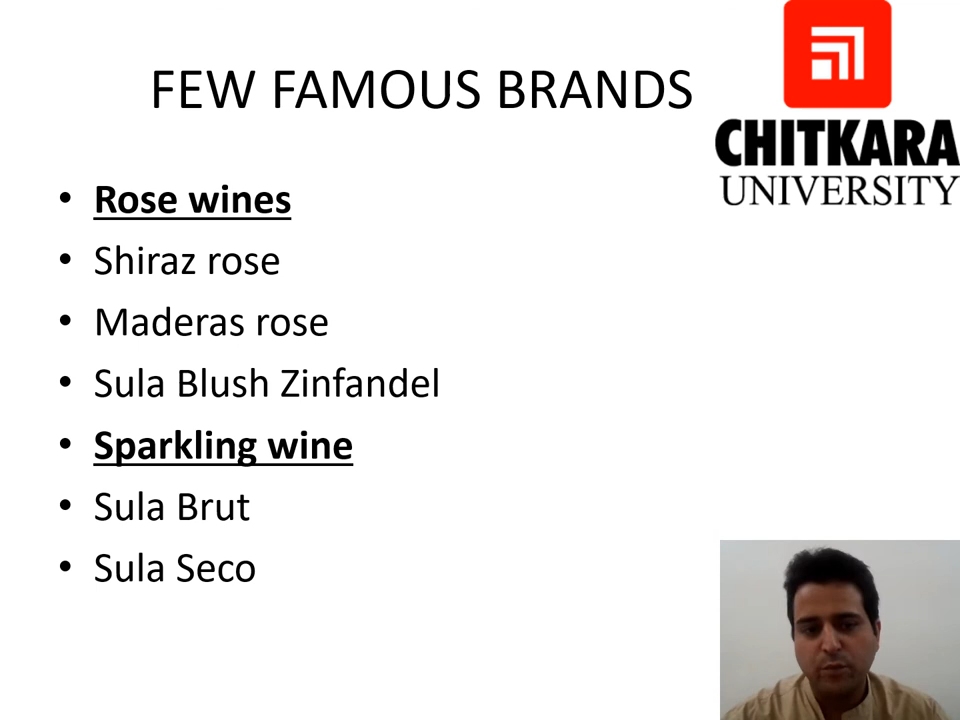 FEW FAMOUS BRANDS
CHITKARA
UNIVERSITY
• Rose wines
• Shiraz rose
• Maderas rose
• Sula Blush Zinfandel
• Sparkling wine
• Sula Brut
• Sula Seco